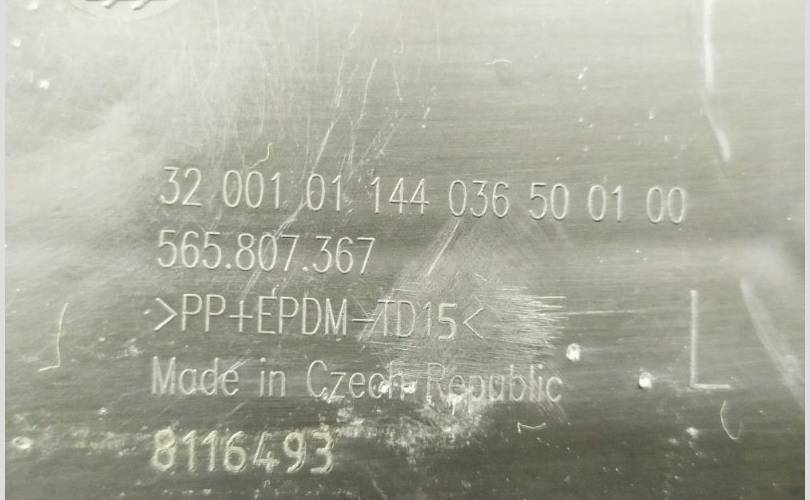 32 001 01 144 036 50 01 00
565.807.367
>PP+EPDM-TD15<
L
Made in Czech Republic
8116493